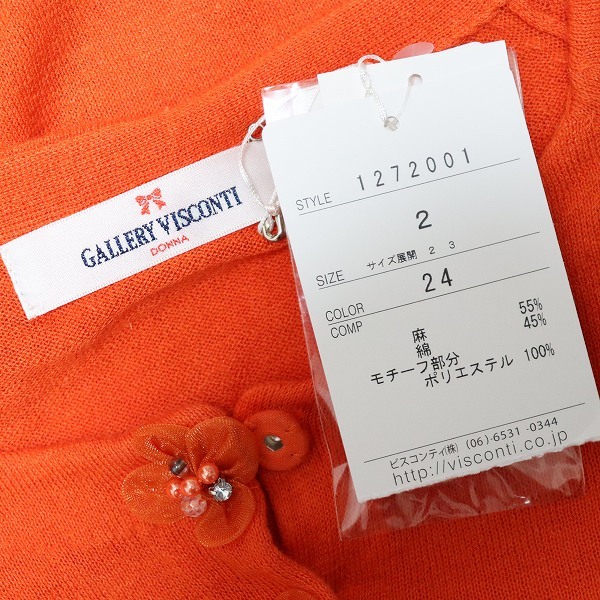 GALLERY VISCONTI
DONNA
STYLE 1272001
2
SIZE サイズ展開 2 3
COLOR 24
COMP
麻 55%
綿 45%
モチーフ部分
ポリエステル 100%
ビスコンティ(株) (06)-6531-0344
http://visconti.co.jp